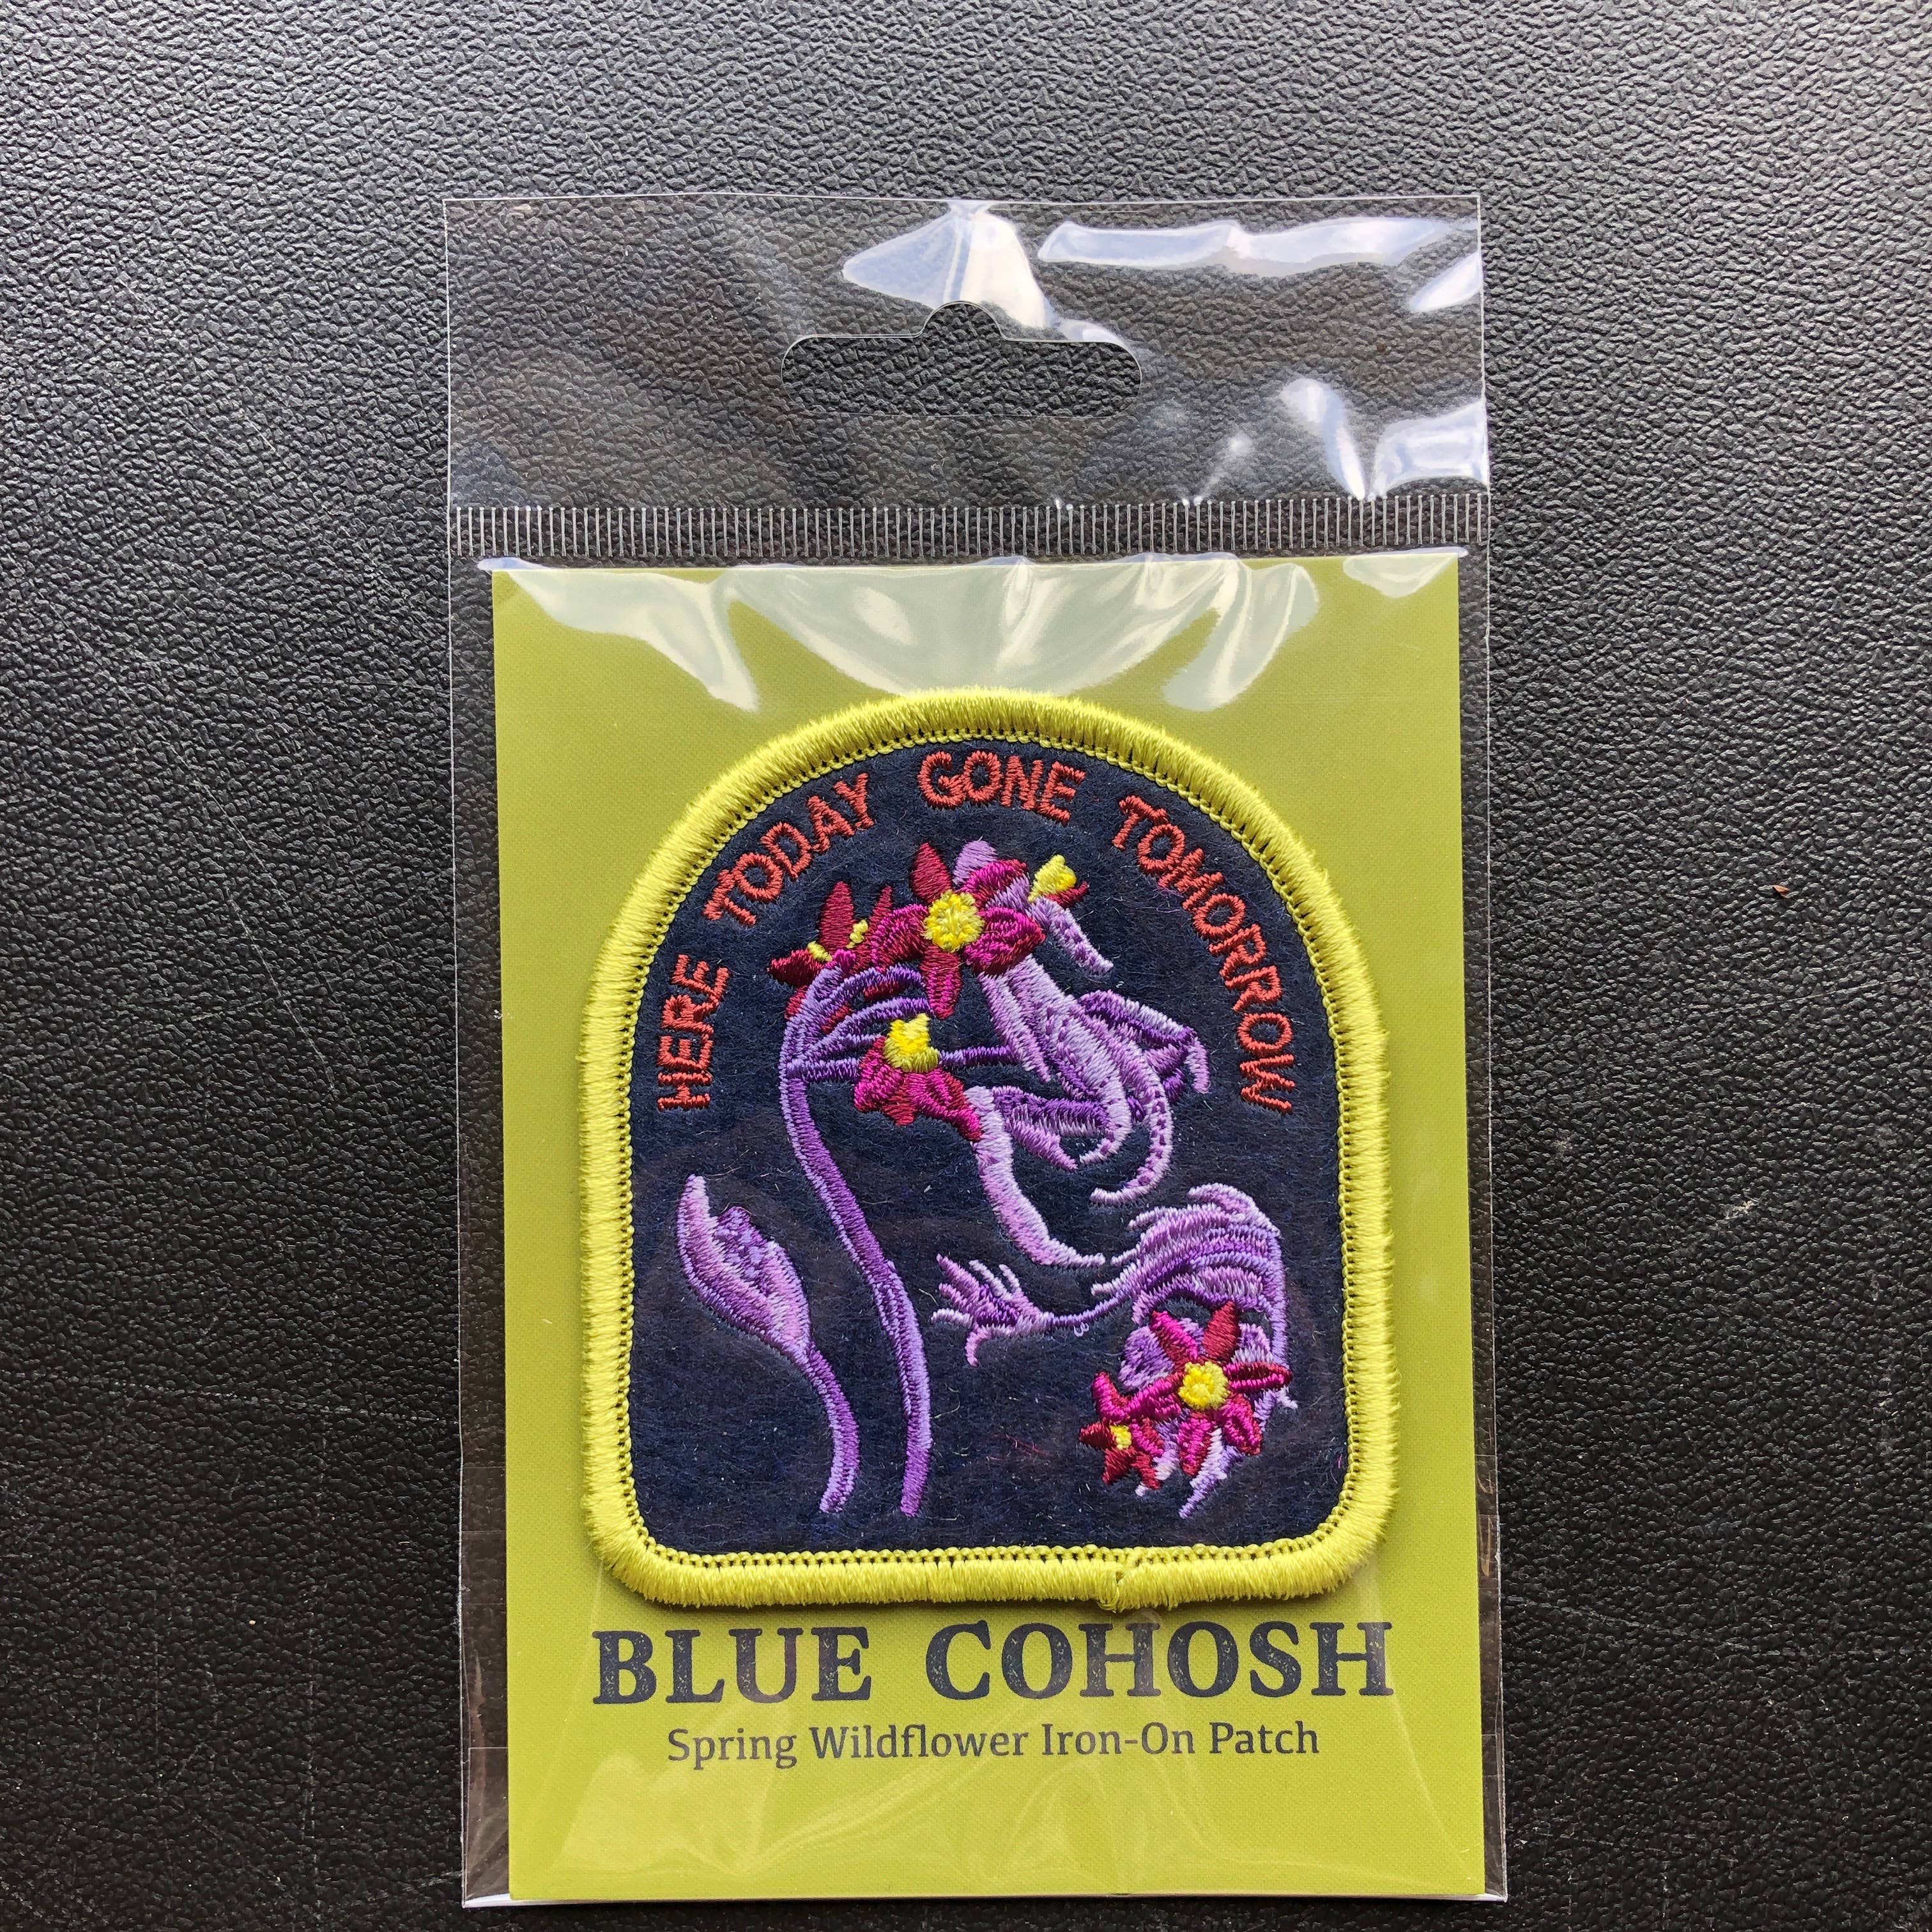 HERE TODAY GONE TOMORROW
BLUE COHOSH
Spring Wildflower Iron-On Patch